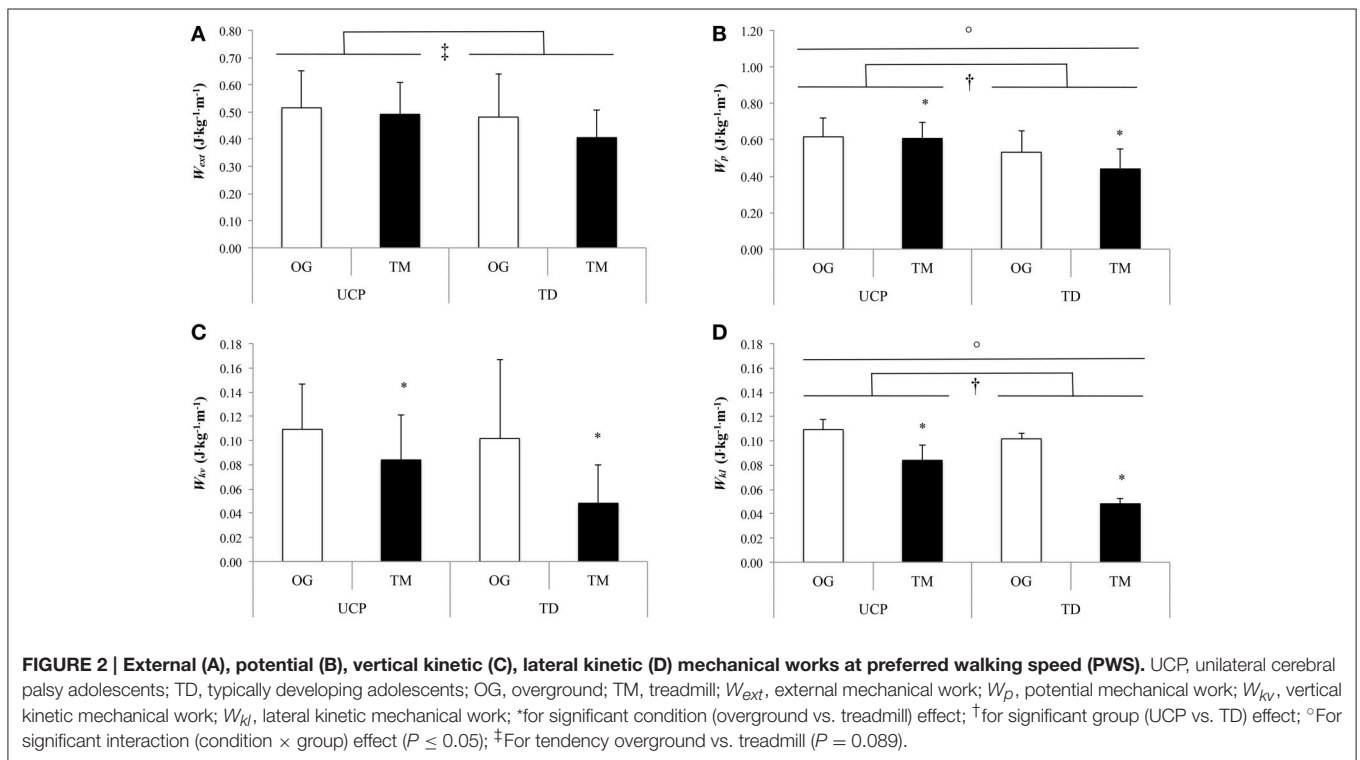 A
‡
0.80
0.70
0.60
0.50
0.40
0.30
0.20
0.10
0.00
W_ext (J·kg⁻¹·m⁻¹)
OG TM OG TM
UCP TD
B
°
†
* *
1.20
1.00
0.80
0.60
0.40
0.20
0.00
W_p (J·kg⁻¹·m⁻¹)
OG TM OG TM
UCP TD
C
* *
0.18
0.16
0.14
0.12
0.10
0.08
0.06
0.04
0.02
0.00
W_kv (J·kg⁻¹·m⁻¹)
OG TM OG TM
UCP TD
D
°
†
* *
0.18
0.16
0.14
0.12
0.10
0.08
0.06
0.04
0.02
0.00
W_kl (J·kg⁻¹·m⁻¹)
OG TM OG TM
UCP TD
FIGURE 2 | External (A), potential (B), vertical kinetic (C), lateral kinetic (D) mechanical works at preferred walking speed (PWS). UCP, unilateral cerebral
palsy adolescents; TD, typically developing adolescents; OG, overground; TM, treadmill; W_ext, external mechanical work; W_p, potential mechanical work; W_kv, vertical
kinetic mechanical work; W_kl, lateral kinetic mechanical work; *for significant condition (overground vs. treadmill) effect; †for significant group (UCP vs. TD) effect; °For
significant interaction (condition × group) effect (P ≤ 0.05); ‡For tendency overground vs. treadmill (P = 0.089).